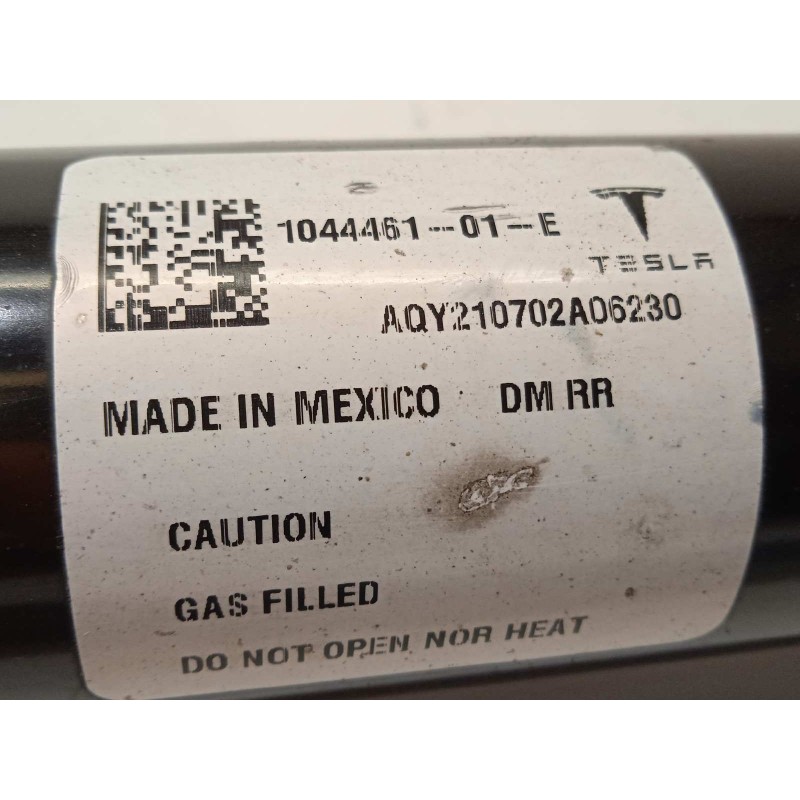 1044461-01-E
TESLA
AQY210702A06230
MADE IN MEXICO DM RR
CAUTION
GAS FILLED
DO NOT OPEN NOR HEAT